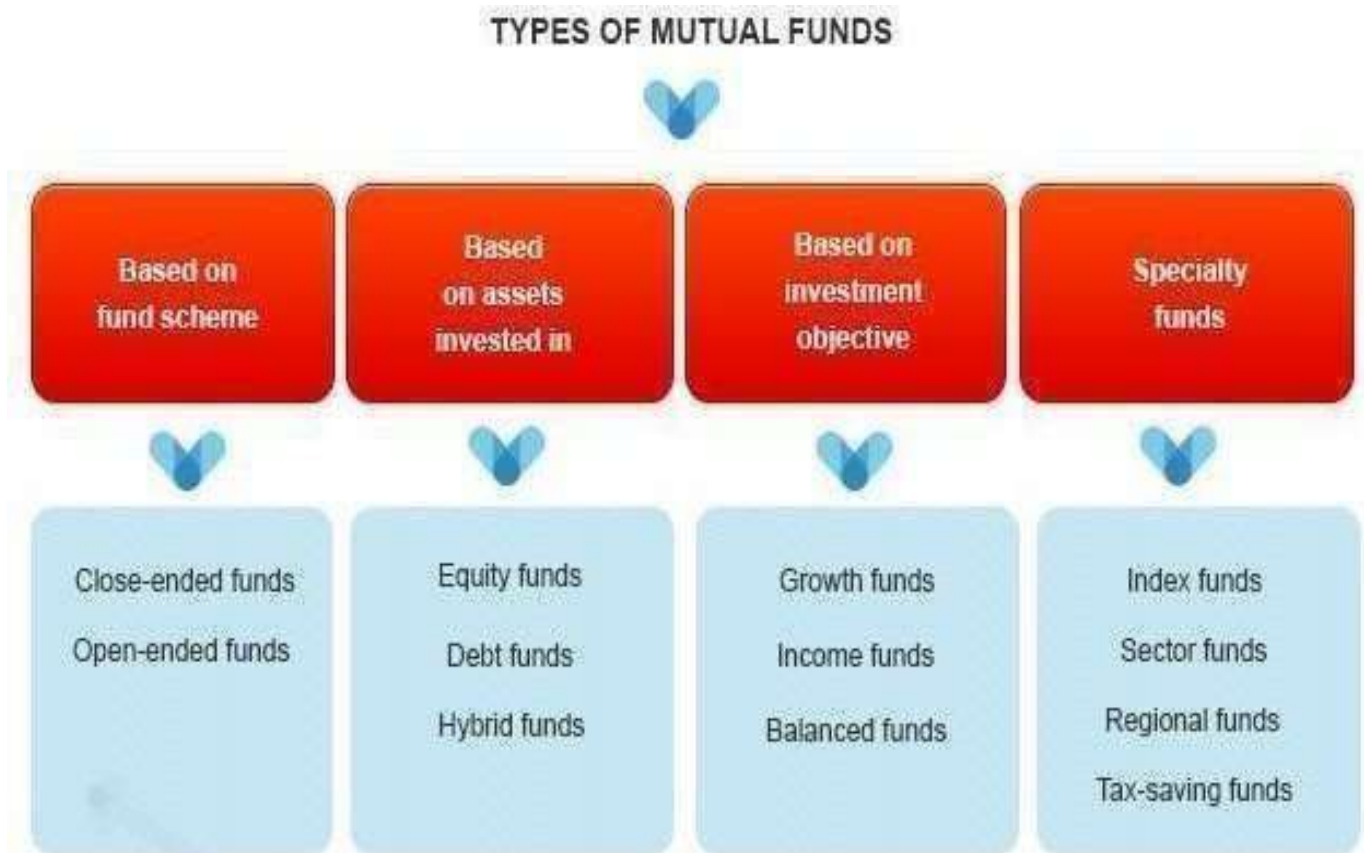 TYPES OF MUTUAL FUNDS
Based on
fund scheme
Based
on assets
invested in
Based on
investment
objective
Specialty
funds
Close-ended funds
Open-ended funds
Equity funds
Debt funds
Hybrid funds
Growth funds
Income funds
Balanced funds
Index funds
Sector funds
Regional funds
Tax-saving funds